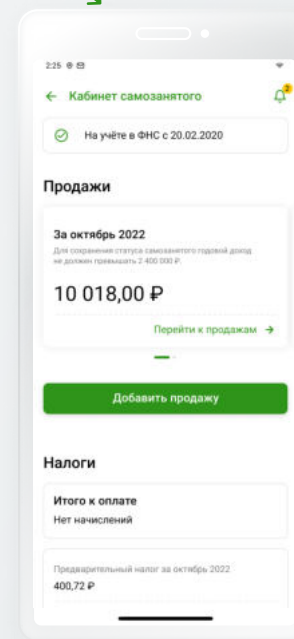 2:25
Кабинет самозанятого
2
На учёте в ФНС с 20.02.2020
Продажи
За октябрь 2022
Для сохранения статуса самозанятого годовой доход
не должен превышать 2 400 000 ₽.
10 018,00 ₽
Перейти к продажам →
Добавить продажу
Налоги
Итого к оплате
Нет начислений
Предварительный налог за октябрь 2022
400,72 ₽